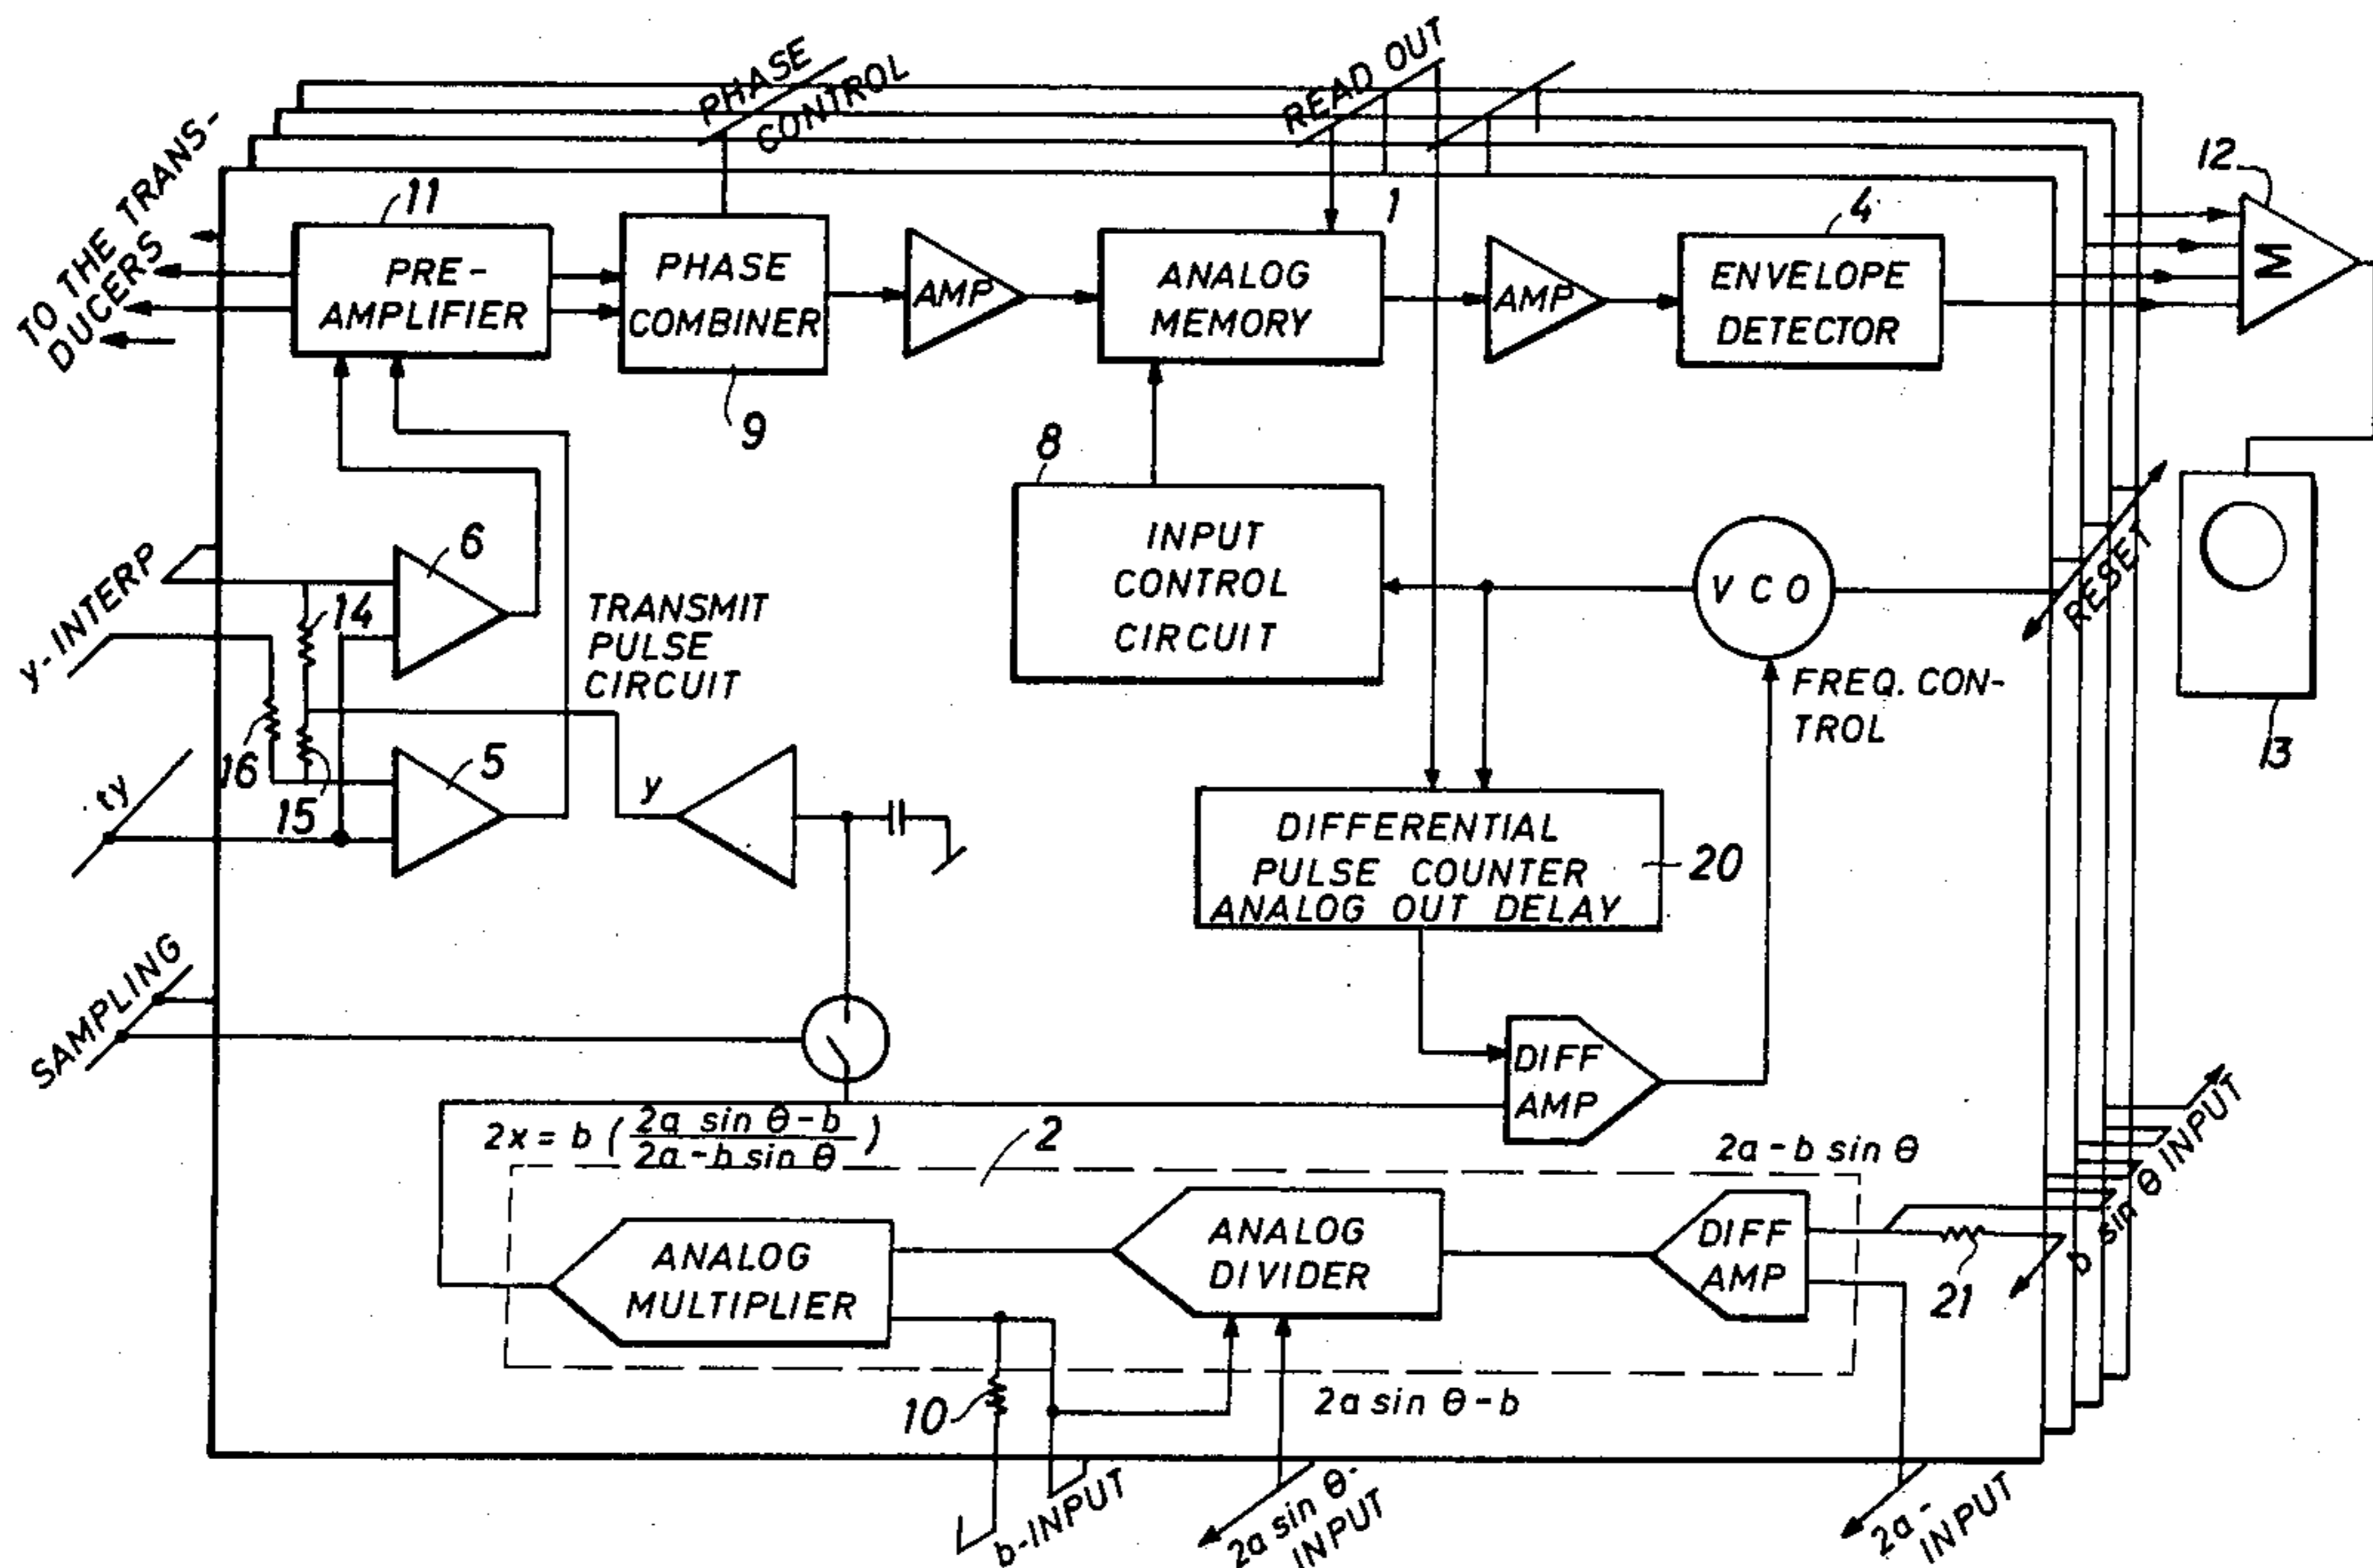 PHASE
CONTROL
READ OUT
TO THE TRANS-
DUCERS
11
PRE-
AMPLIFIER
PHASE
COMBINER
9
AMP
1
ANALOG
MEMORY
AMP
4
ENVELOPE
DETECTOR
12
Σ
8
INPUT
CONTROL
CIRCUIT
V C O
RESET
13
FREQ. CON-
TROL
y-INTERP
6
14
TRANSMIT
PULSE
CIRCUIT
16
15
5
y
ty
DIFFERENTIAL
PULSE COUNTER
ANALOG OUT DELAY
20
SAMPLING
DIFF
AMP
2x = b ( 2a sin θ-b / 2a-b sin θ )
2
2a-b sin θ
ANALOG
MULTIPLIER
ANALOG
DIVIDER
DIFF
AMP
21
b sin θ INPUT
10
2a sin θ-b
b-INPUT
2a sin θ-
INPUT
2a-
INPUT